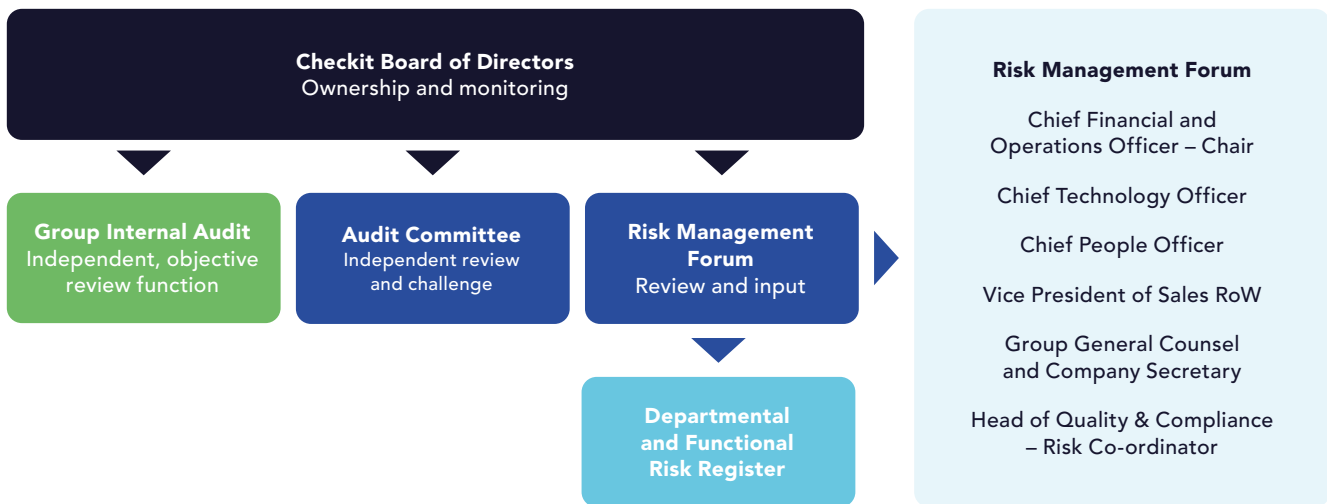 Checkit Board of Directors
Ownership and monitoring
Group Internal Audit
Independent, objective
review function
Audit Committee
Independent review
and challenge
Risk Management
Forum
Review and input
Departmental
and Functional
Risk Register
Risk Management Forum
Chief Financial and
Operations Officer – Chair
Chief Technology Officer
Chief People Officer
Vice President of Sales RoW
Group General Counsel
and Company Secretary
Head of Quality & Compliance
– Risk Co-ordinator